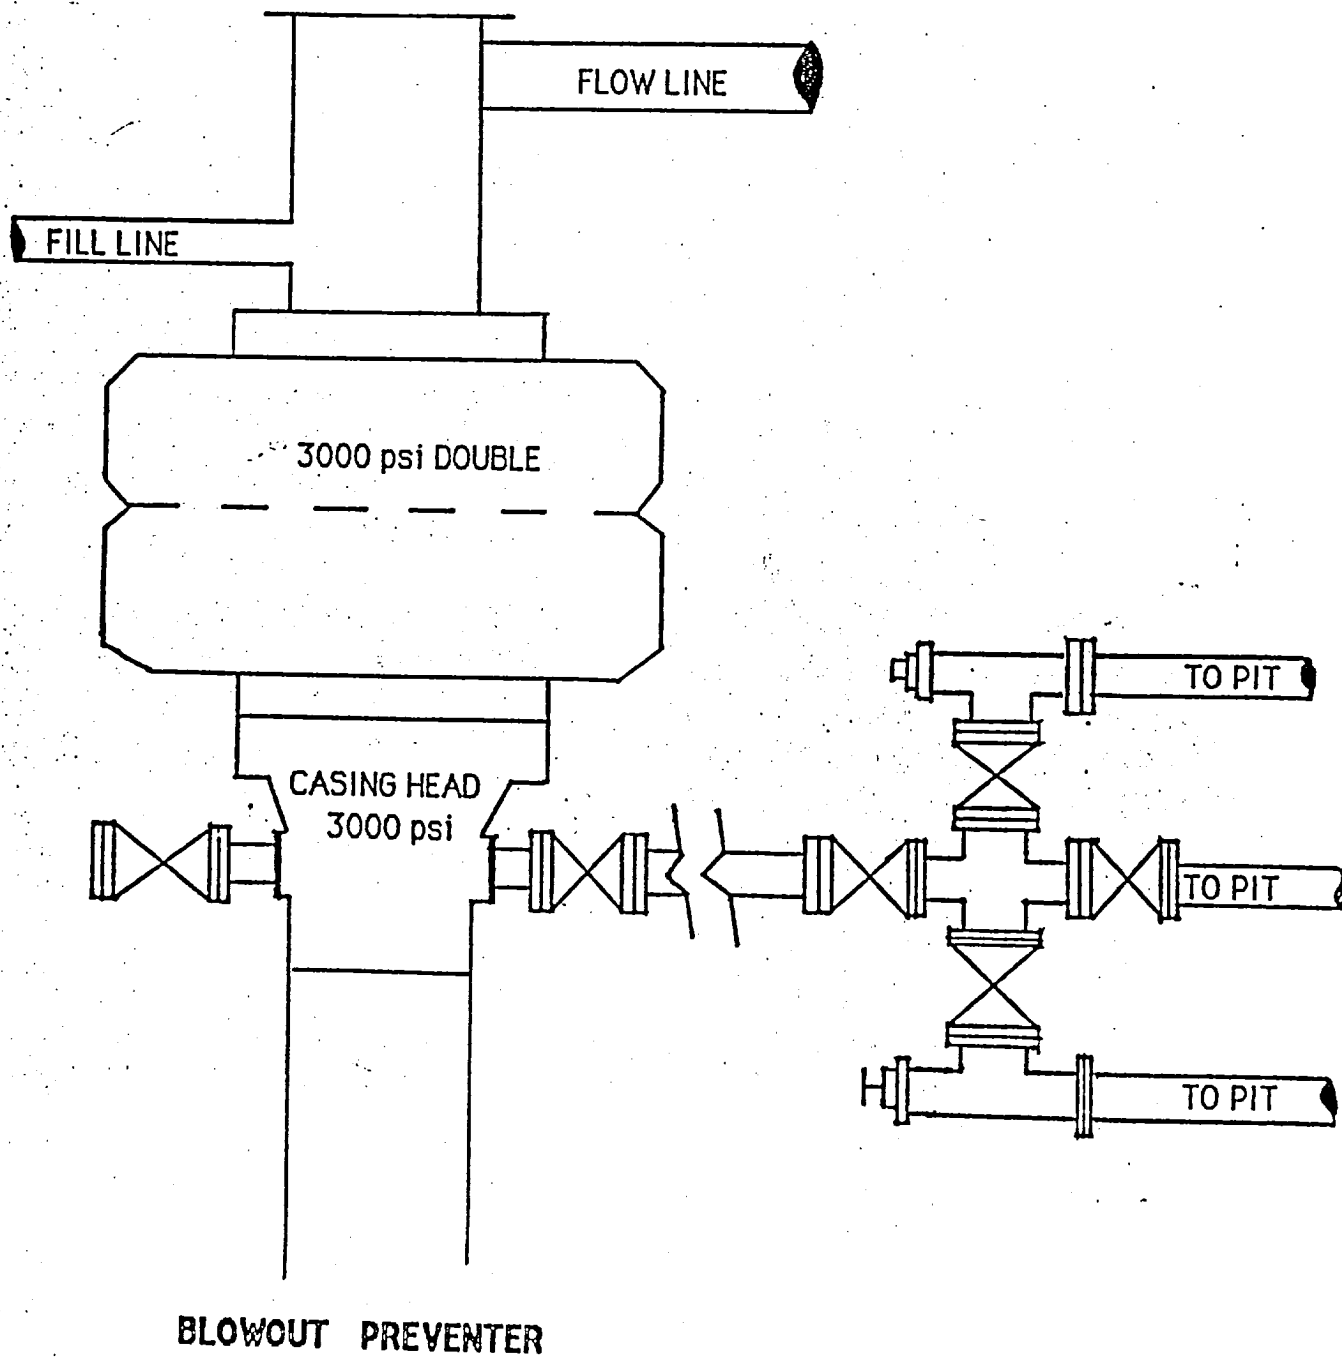 FLOW LINE
FILL LINE
3000 psi DOUBLE
TO PIT
CASING HEAD
3000 psi
TO PIT
TO PIT
BLOWOUT PREVENTER